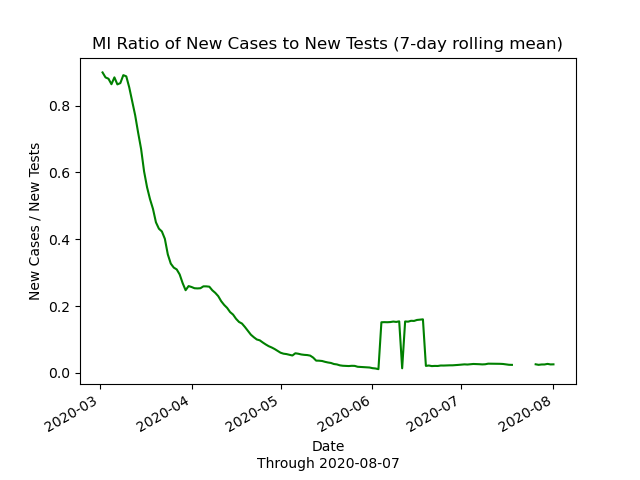 MI Ratio of New Cases to New Tests (7-day rolling mean)
New Cases / New Tests
0.8
0.6
0.4
0.2
0.0
2020-03
2020-04
2020-05
2020-06
2020-07
2020-08
Date
Through 2020-08-07